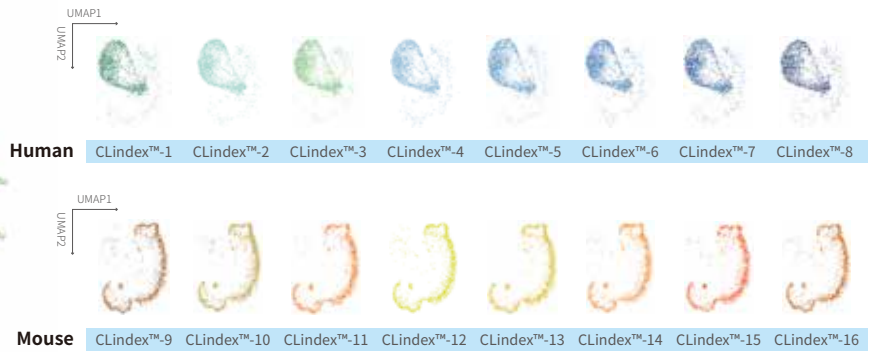 UMAP1
UMAP2
Human CLindex™-1 CLindex™-2 CLindex™-3 CLindex™-4 CLindex™-5 CLindex™-6 CLindex™-7 CLindex™-8
UMAP1
UMAP2
Mouse CLindex™-9 CLindex™-10 CLindex™-11 CLindex™-12 CLindex™-13 CLindex™-14 CLindex™-15 CLindex™-16